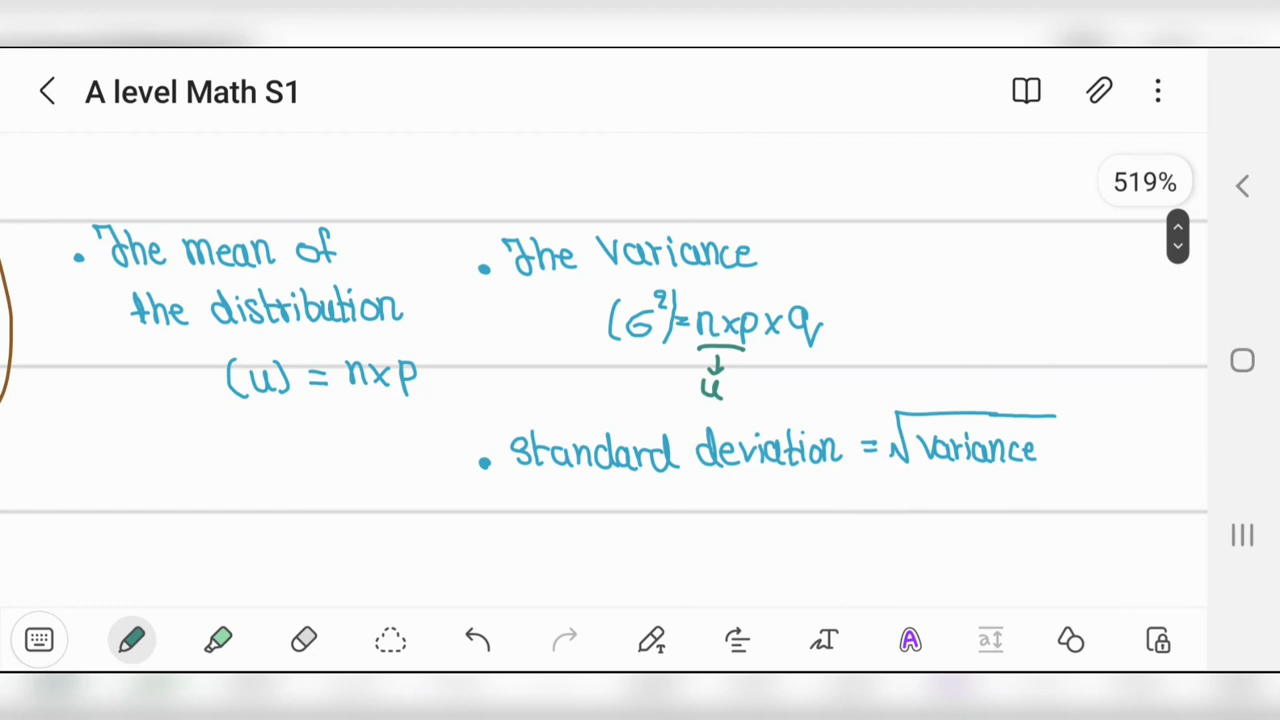 A level Math S1
519%
. The mean of
the distribution
(u) = n×p
. The Variance
(σ²)= n×p×q
↓
u
. Standard deviation = √variance